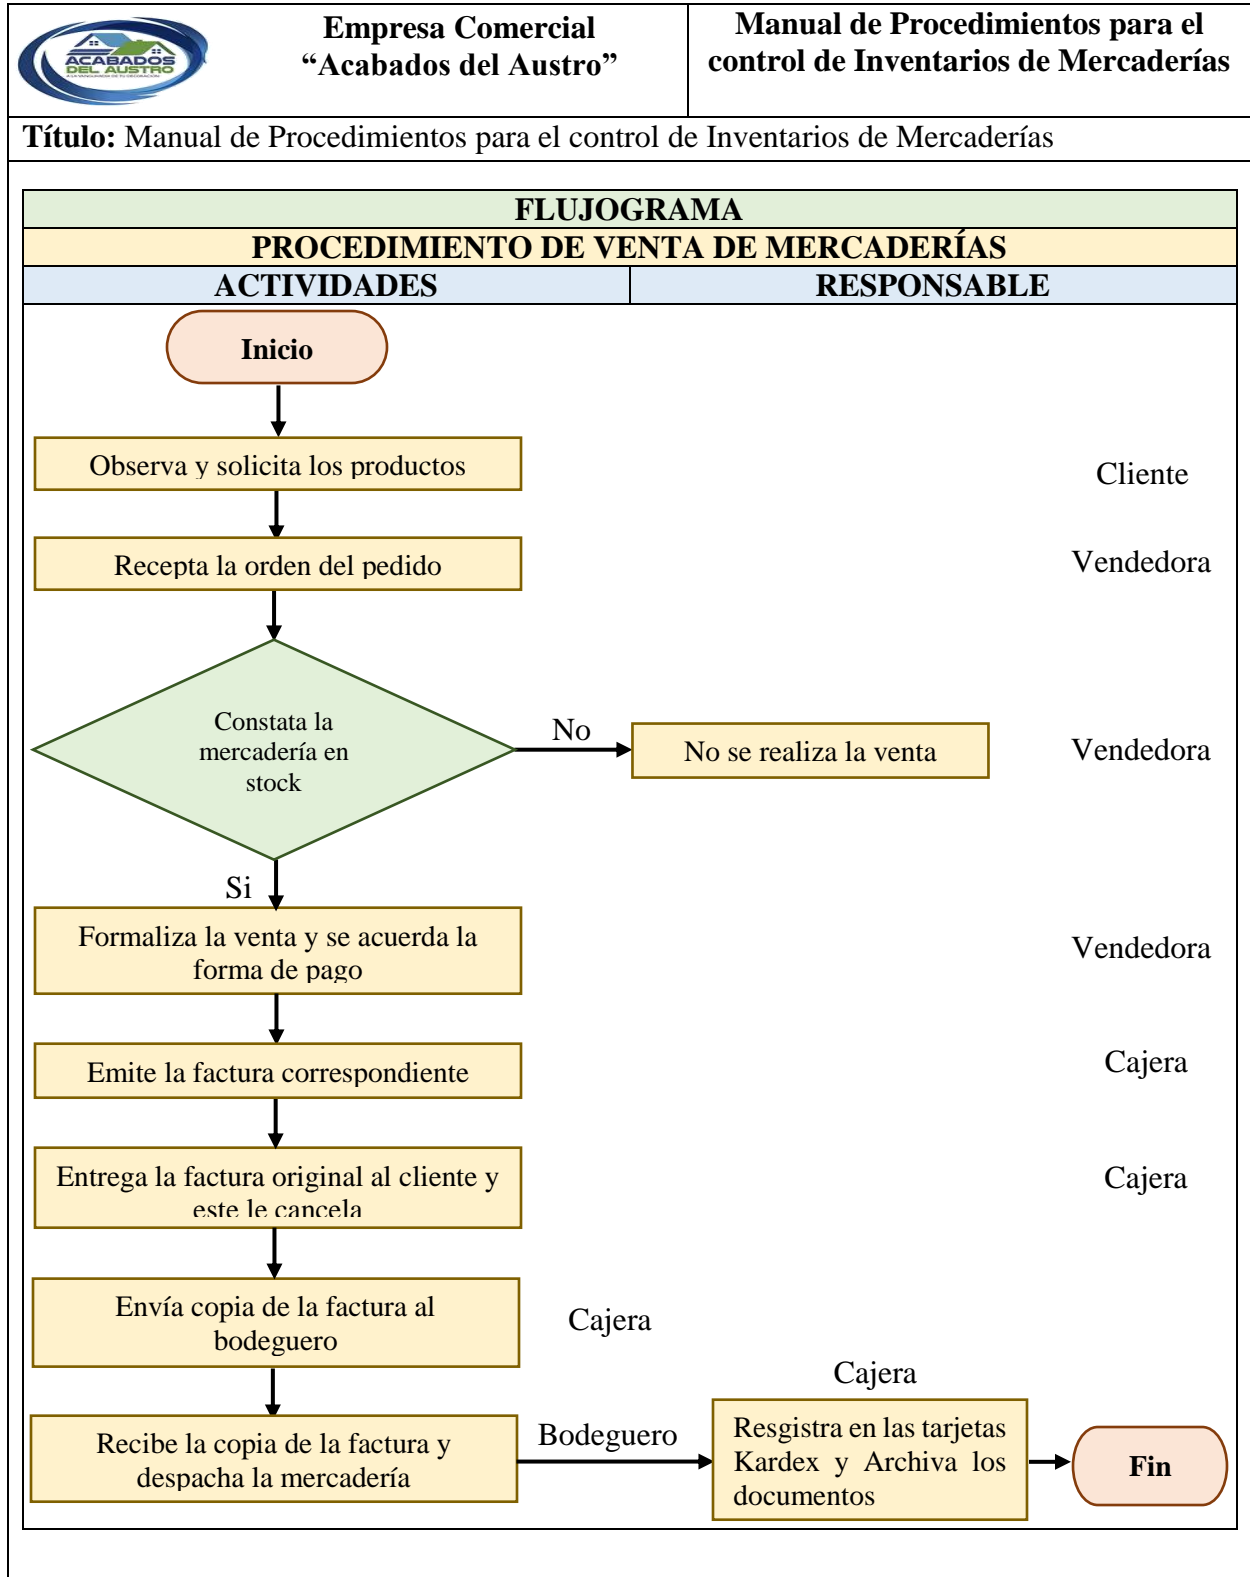 ACABADOS
DEL AUSTRO
Empresa Comercial
“Acabados del Austro”
Manual de Procedimientos para el
control de Inventarios de Mercaderías
Título: Manual de Procedimientos para el control de Inventarios de Mercaderías
FLUJOGRAMA
PROCEDIMIENTO DE VENTA DE MERCADERÍAS
ACTIVIDADES
RESPONSABLE
Inicio
Observa y solicita los productos
Cliente
Recepta la orden del pedido
Vendedora
Constata la
mercadería en
stock
No
No se realiza la venta
Vendedora
Si
Formaliza la venta y se acuerda la
forma de pago
Vendedora
Emite la factura correspondiente
Cajera
Entrega la factura original al cliente y
este le cancela
Cajera
Envía copia de la factura al
bodeguero
Cajera
Recibe la copia de la factura y
despacha la mercadería
Bodeguero
Cajera
Resgistra en las tarjetas
Kardex y Archiva los
documentos
Fin